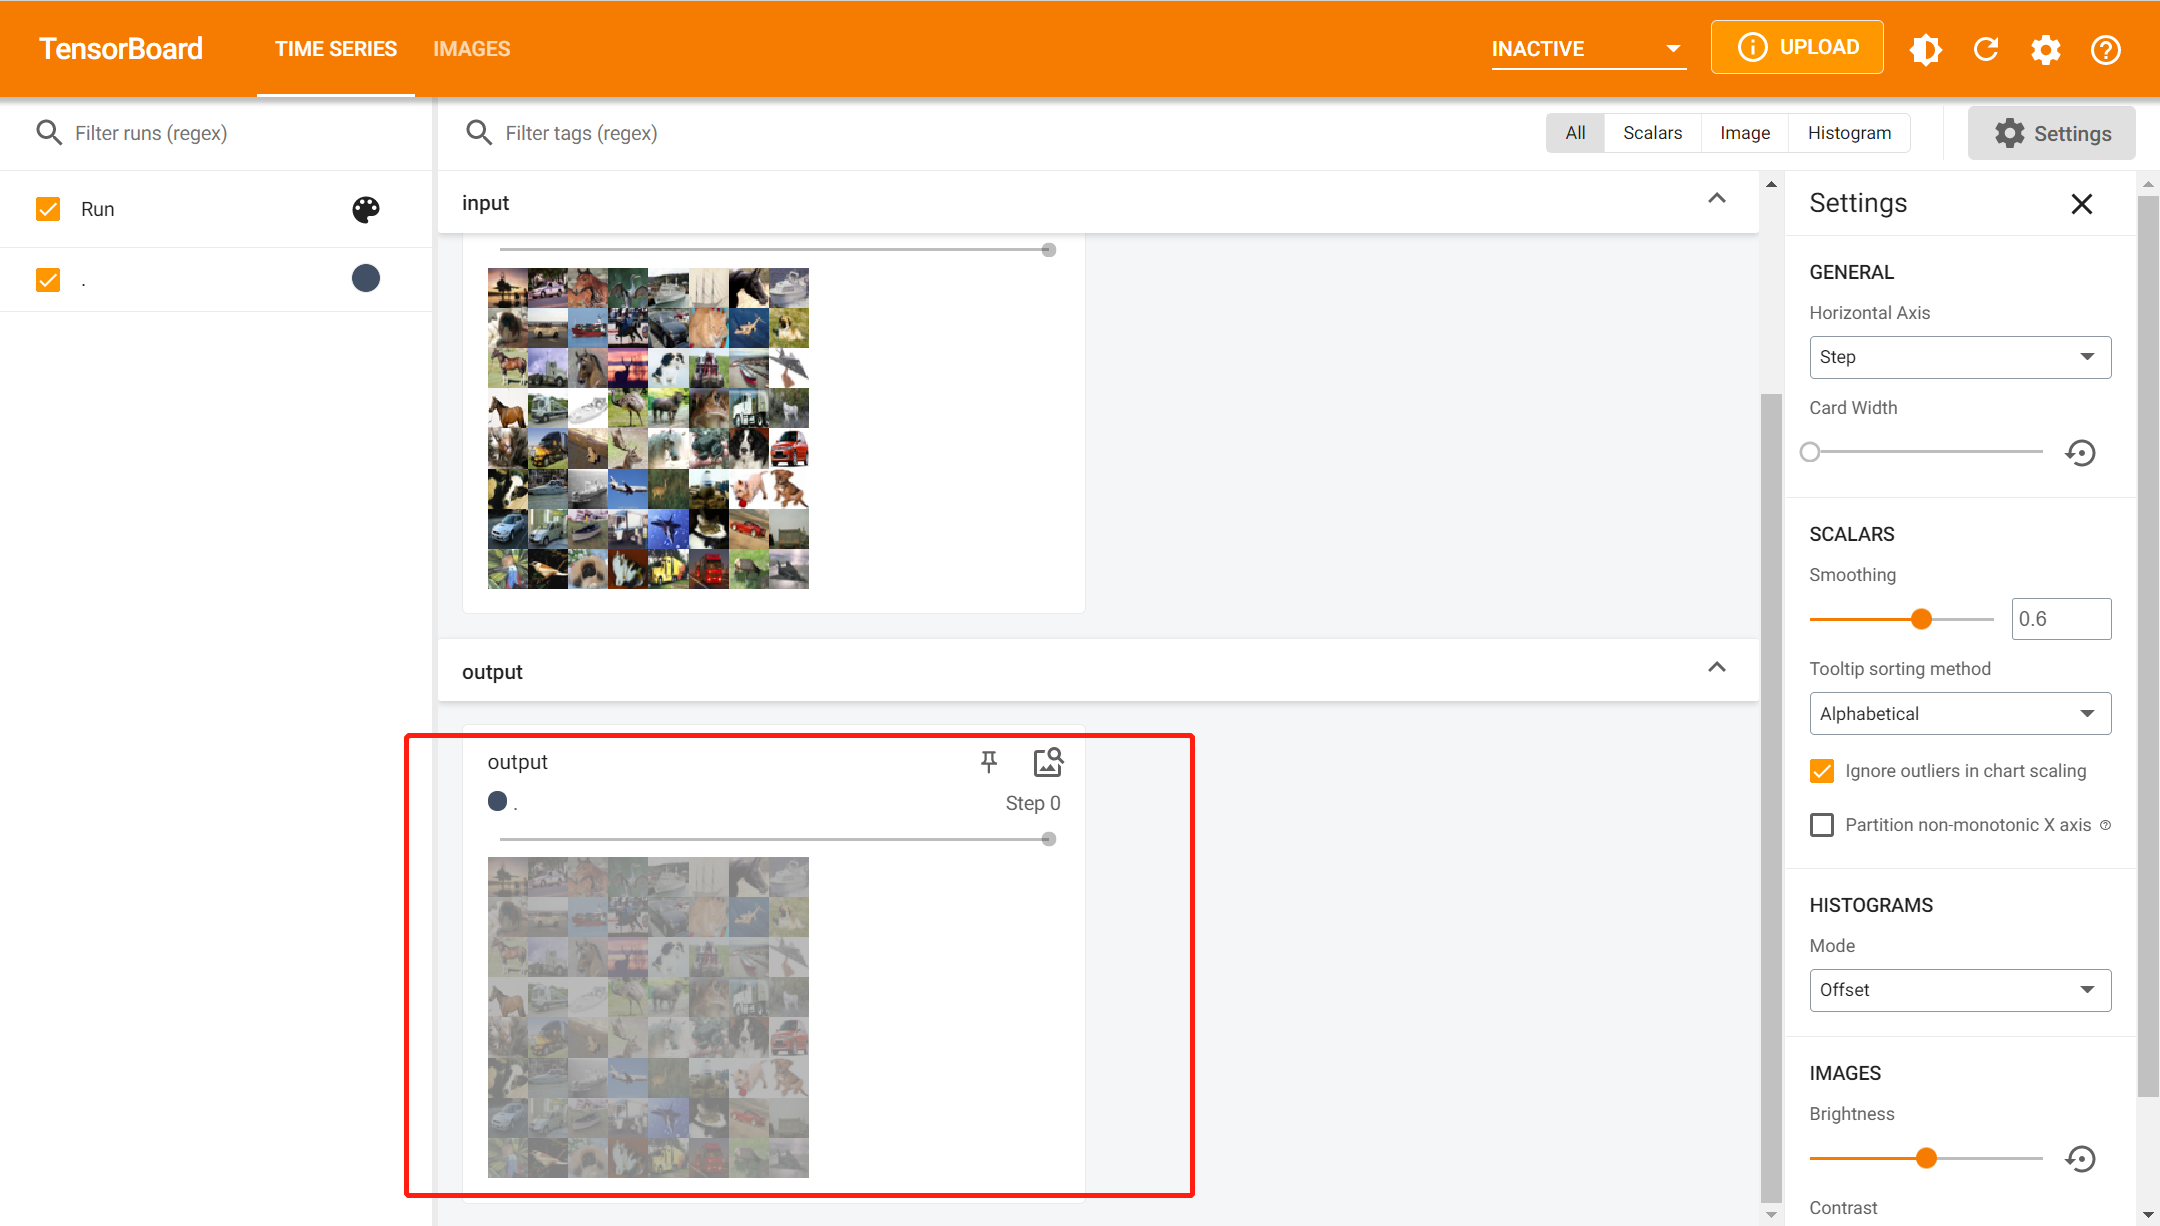 TensorBoard
TIME SERIES
IMAGES
INACTIVE
UPLOAD
Filter runs (regex)
Filter tags (regex)
All
Scalars
Image
Histogram
Settings
Run
.
input
output
output
.
Step 0
Settings
GENERAL
Horizontal Axis
Step
Card Width
SCALARS
Smoothing
0.6
Tooltip sorting method
Alphabetical
Ignore outliers in chart scaling
Partition non-monotonic X axis
HISTOGRAMS
Mode
Offset
IMAGES
Brightness
Contrast